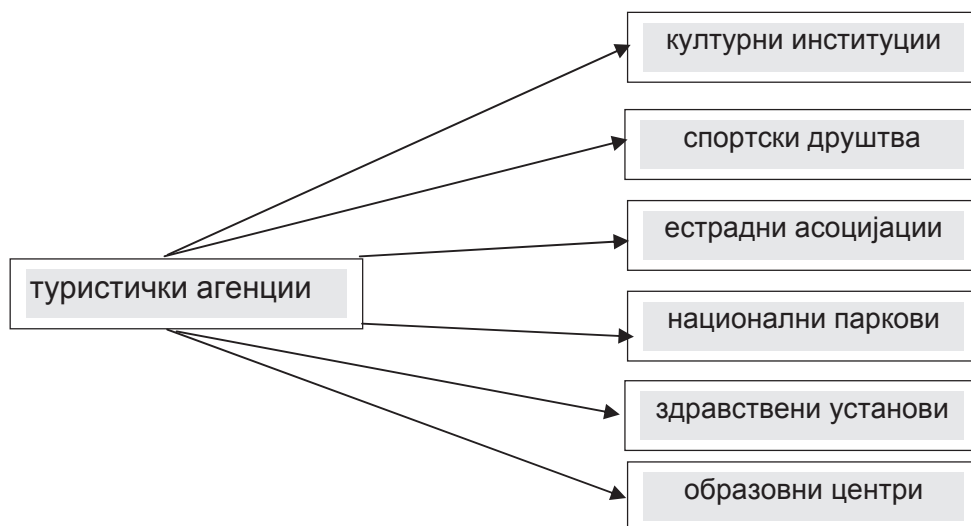 културни институции
спортски друштва
естрадни асоцијации
туристички агенции
национални паркови
здравствени установи
образовни центри